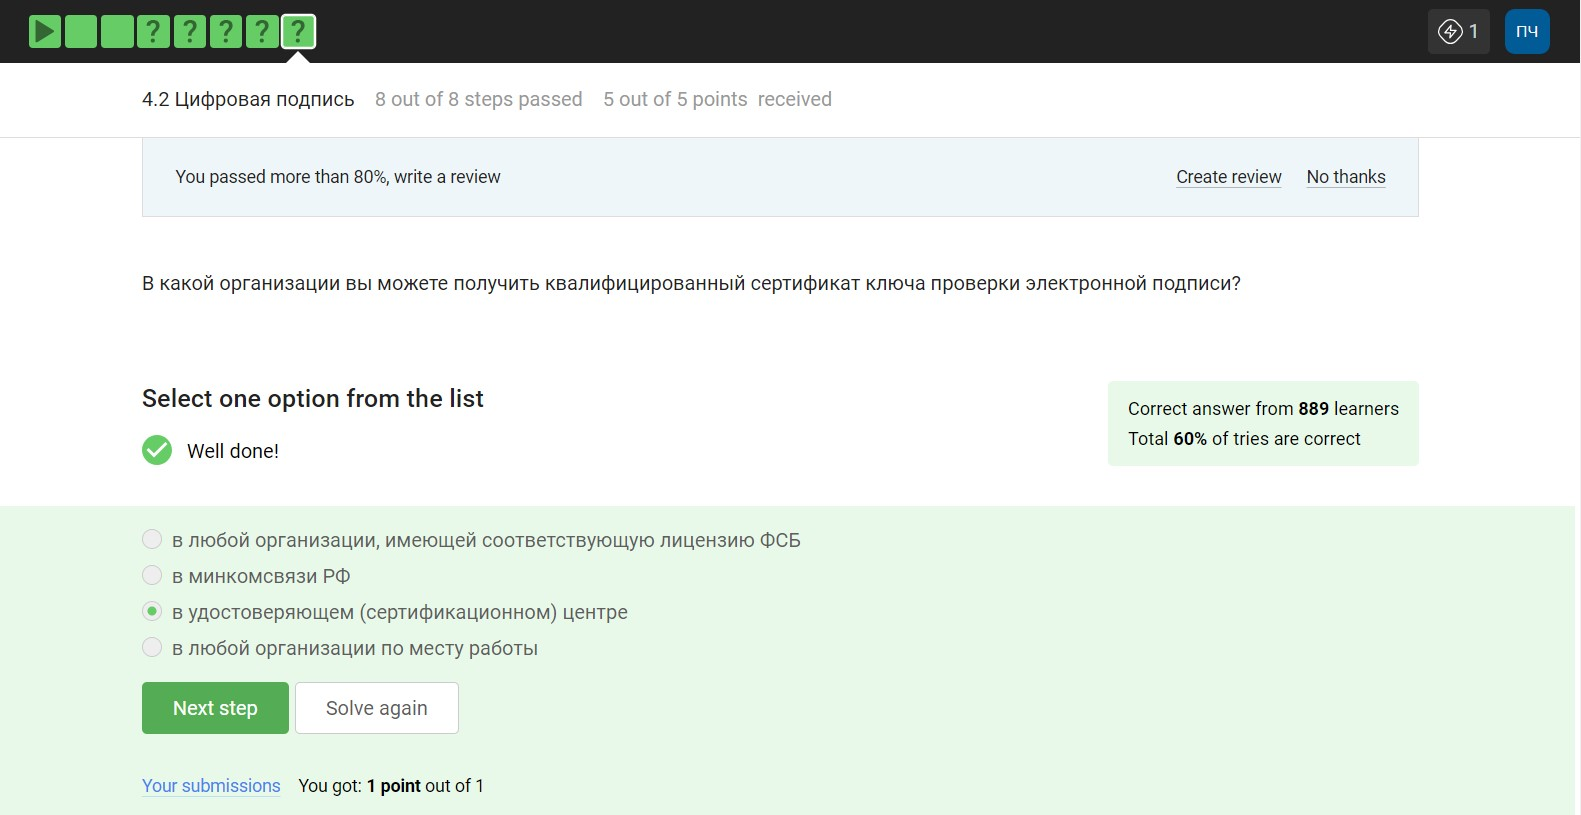 ? ? ? ? ?
1
ПЧ
4.2 Цифровая подпись 8 out of 8 steps passed 5 out of 5 points received
You passed more than 80%, write a review Create review No thanks
В какой организации вы можете получить квалифицированный сертификат ключа проверки электронной подписи?
Select one option from the list
Well done!
Correct answer from 889 learners
Total 60% of tries are correct
в любой организации, имеющей соответствующую лицензию ФСБ
в минкомсвязи РФ
в удостоверяющем (сертификационном) центре
в любой организации по месту работы
Next step Solve again
Your submissions You got: 1 point out of 1